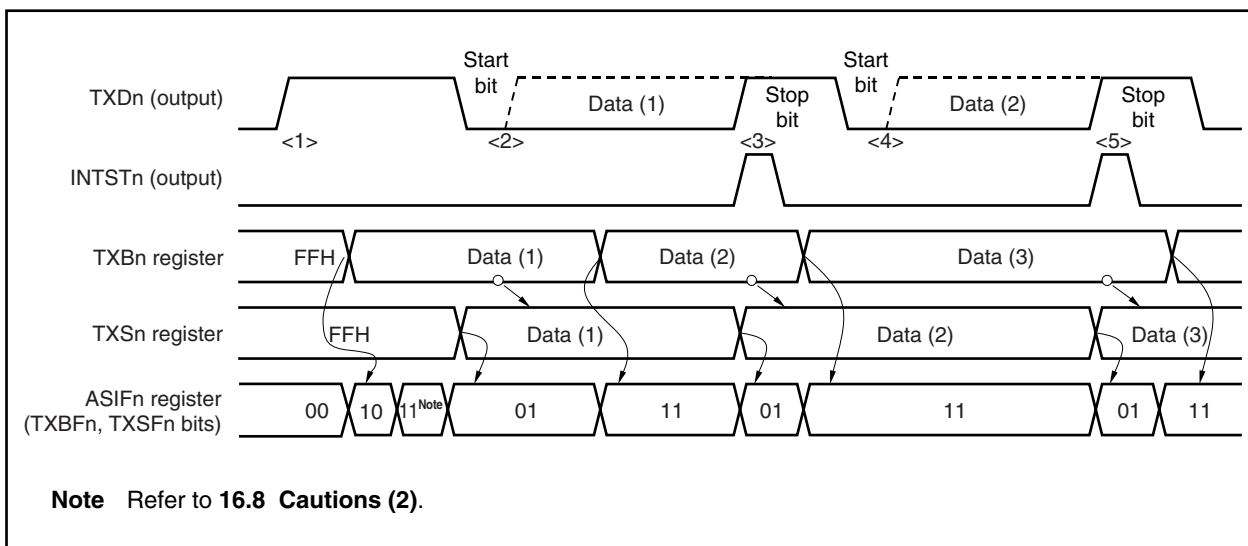 Start
bit
Start
bit
TXDn (output)
Data (1)
Stop
bit
Data (2)
Stop
bit
<1>
<2>
<3>
<4>
<5>
INTSTn (output)
TXBn register
FFH
Data (1)
Data (2)
Data (3)
TXSn register
FFH
Data (1)
Data (2)
Data (3)
ASIFn register
(TXBFn, TXSFn bits)
00
10
11Note
01
11
01
11
01
11
Note Refer to 16.8 Cautions (2).